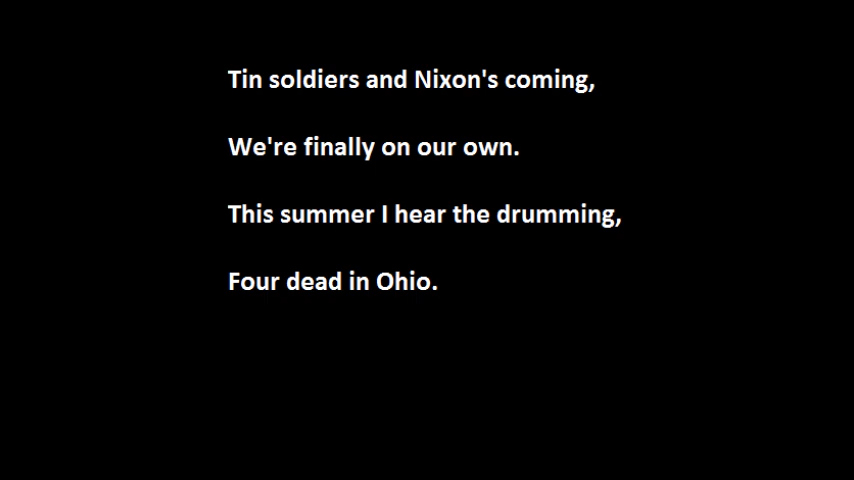 Tin soldiers and Nixon's coming,
We're finally on our own.
This summer I hear the drumming,
Four dead in Ohio.